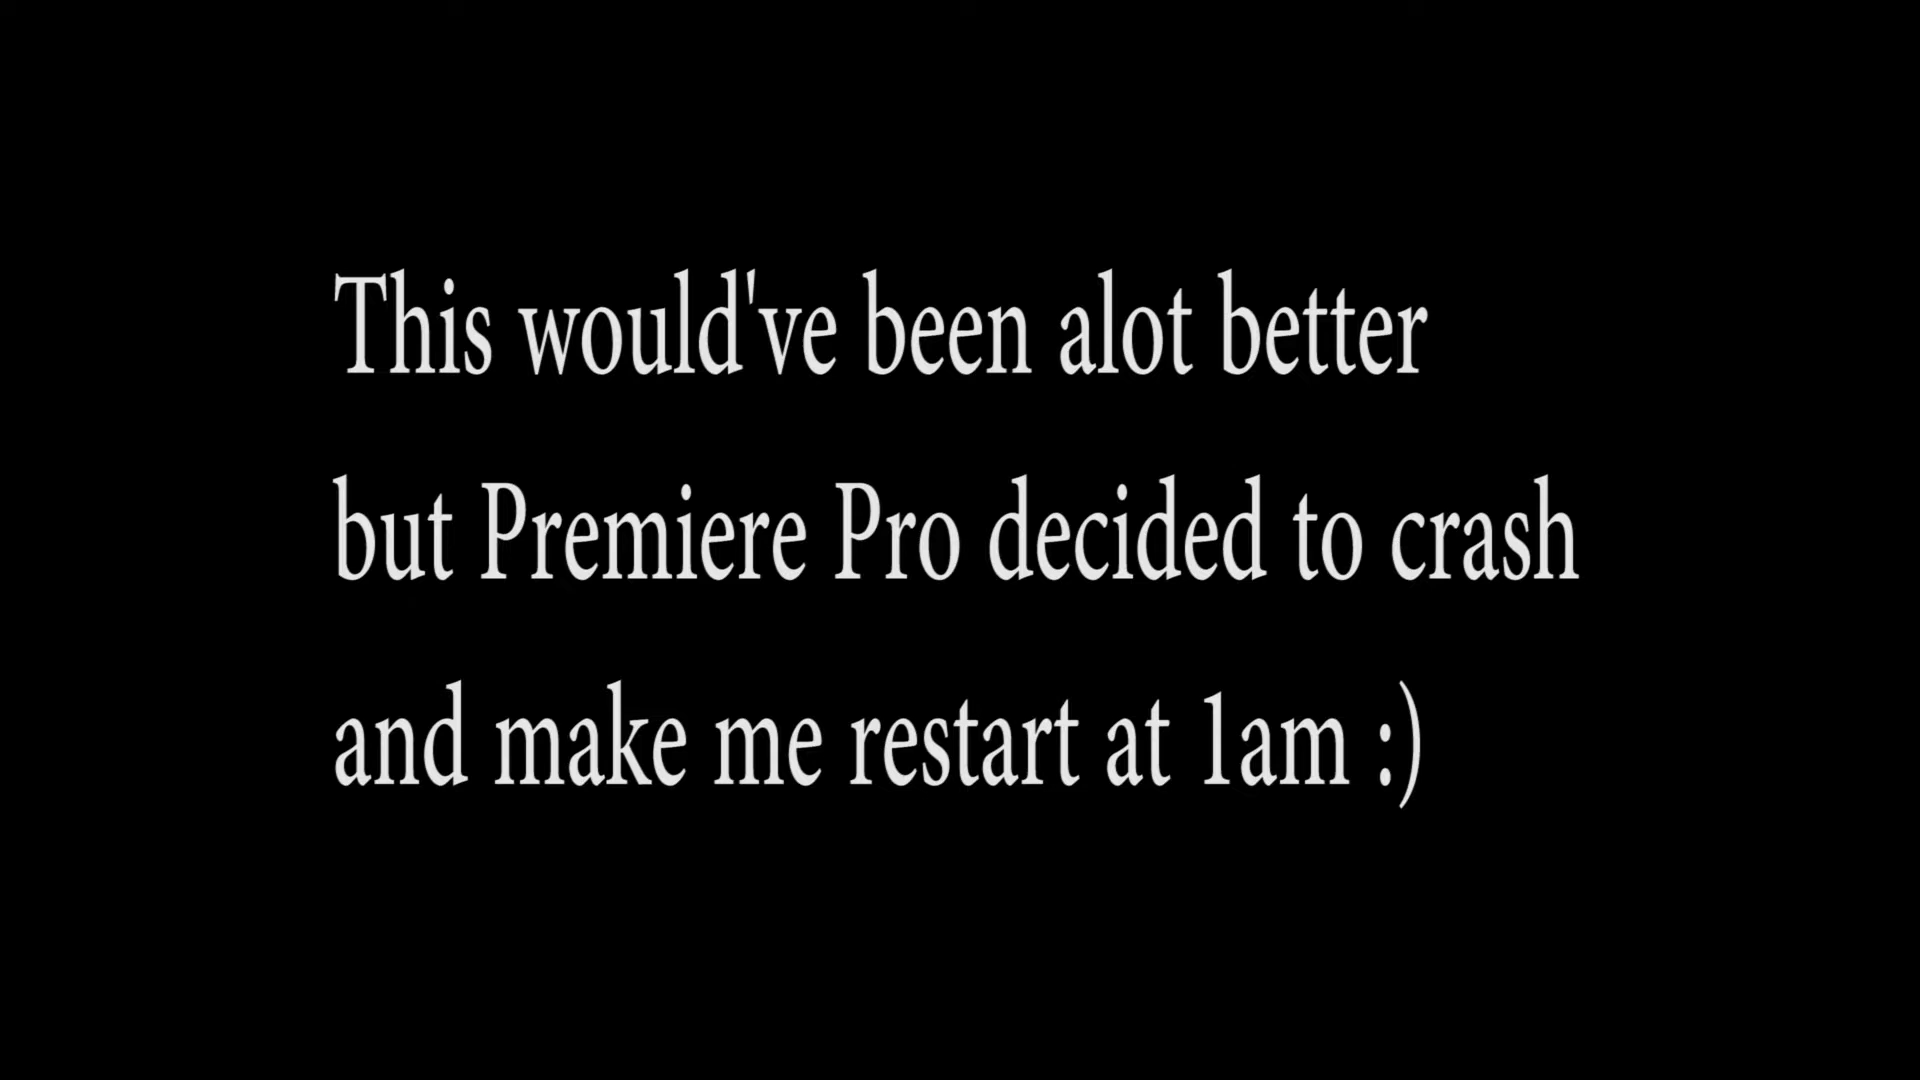 This would've been alot better
but Premiere Pro decided to crash
and make me restart at 1am :)